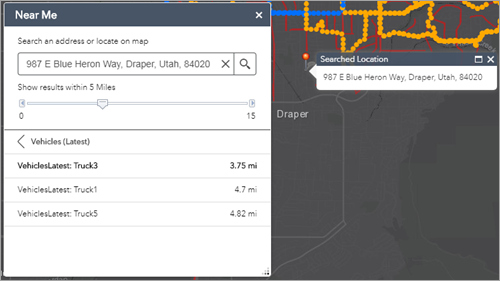 Near Me
Search an address or locate on map
987 E Blue Heron Way, Draper, Utah, 84020
Show results within 5 Miles
0 15
Vehicles (Latest)
VehiclesLatest: Truck3 3.75 mi
VehiclesLatest: Truck1 4.7 mi
VehiclesLatest: Truck5 4.82 mi
Searched Location
987 E Blue Heron Way, Draper, Utah, 84020
Draper